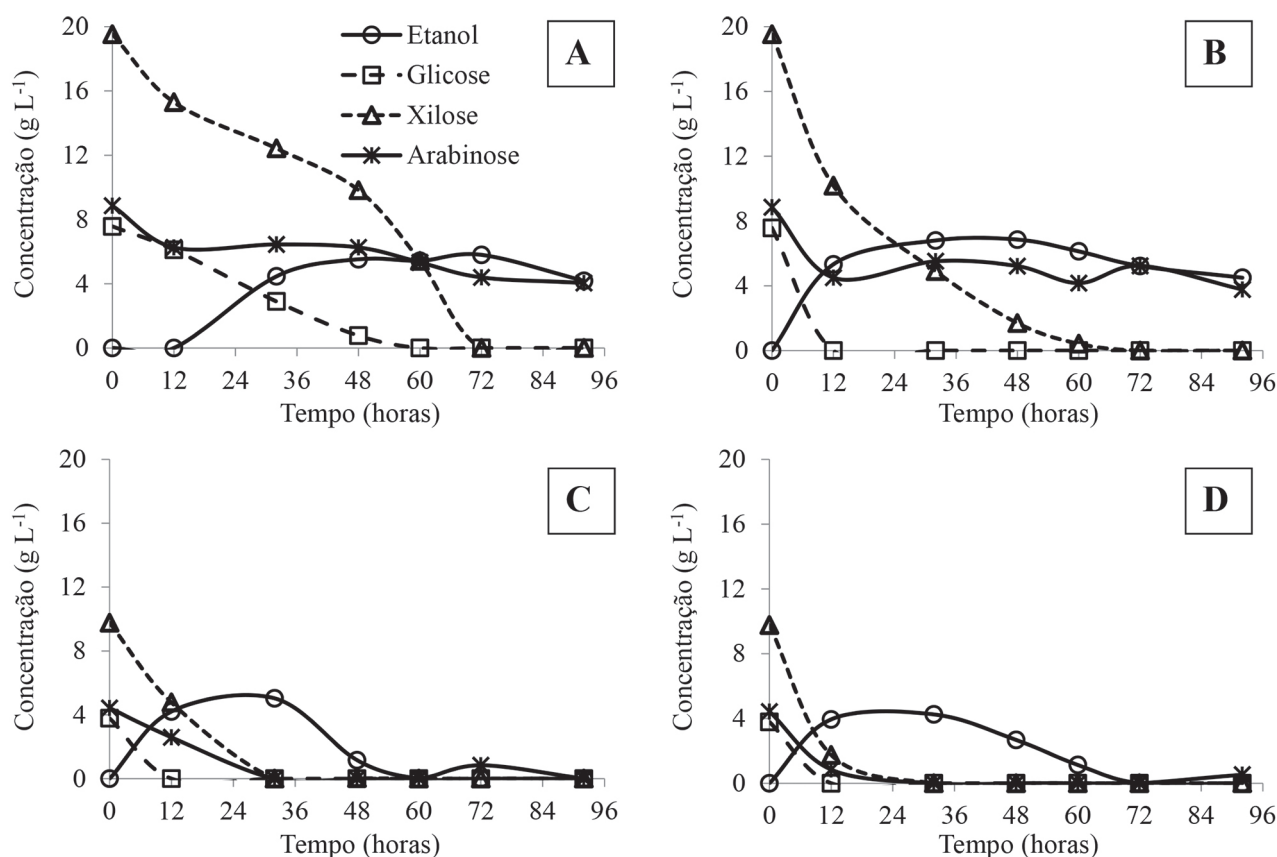 Etanol
Glicose
Xilose
Arabinose
A
20
16
12
8
4
0
Concentração (g L⁻¹)
0 12 24 36 48 60 72 84 96
Tempo (horas)
B
20
16
12
8
4
0
Concentração (g L⁻¹)
0 12 24 36 48 60 72 84 96
Tempo (horas)
C
20
16
12
8
4
0
Concentração (g L⁻¹)
0 12 24 36 48 60 72 84 96
Tempo (horas)
D
20
16
12
8
4
0
Concentração (g L⁻¹)
0 12 24 36 48 60 72 84 96
Tempo (horas)